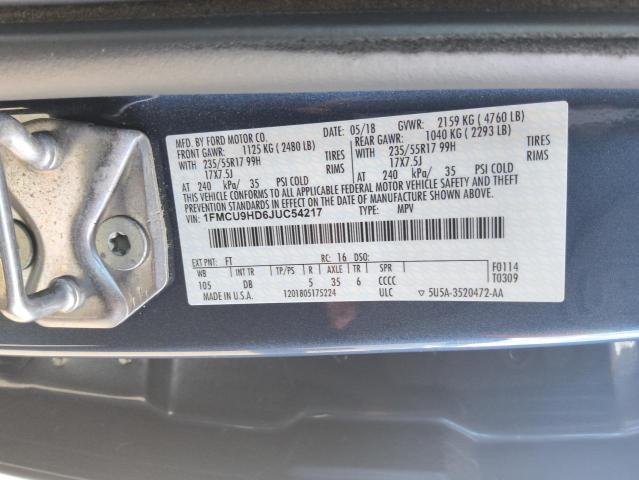 MFD. BY FORD MOTOR CO. 05/18 GVWR: 2159 KG ( 4760 LB)
FRONT GAWR: 1125 KG ( 2480 LB) REAR GAWR: 1040 KG ( 2293 LB)
WITH 235/55R17 99H TIRES WITH 235/55R17 99H TIRES
17X7.5J RIMS 17X7.5J RIMS
AT 240 kPa/ 35 PSI COLD AT 240 kPa/ 35 PSI COLD
THIS VEHICLE CONFORMS TO ALL APPLICABLE FEDERAL MOTOR VEHICLE SAFETY AND BUMPER
PREVENTION STANDARDS IN EFFECT ON THE DATE OF MANUFACTURE SHOWN ABOVE.
VIN: 1FMCU9HD6JUC54217 TYPE: MPV
EXT PNT: FT RC: 16 DSO: F0114
WB INT TR TP/PS R AXLE TR SPR T0309
105 DB 5 35 6 CCCC
MADE IN U.S.A. 1201805175224 ULC ▽ 5U5A-3520472-AA